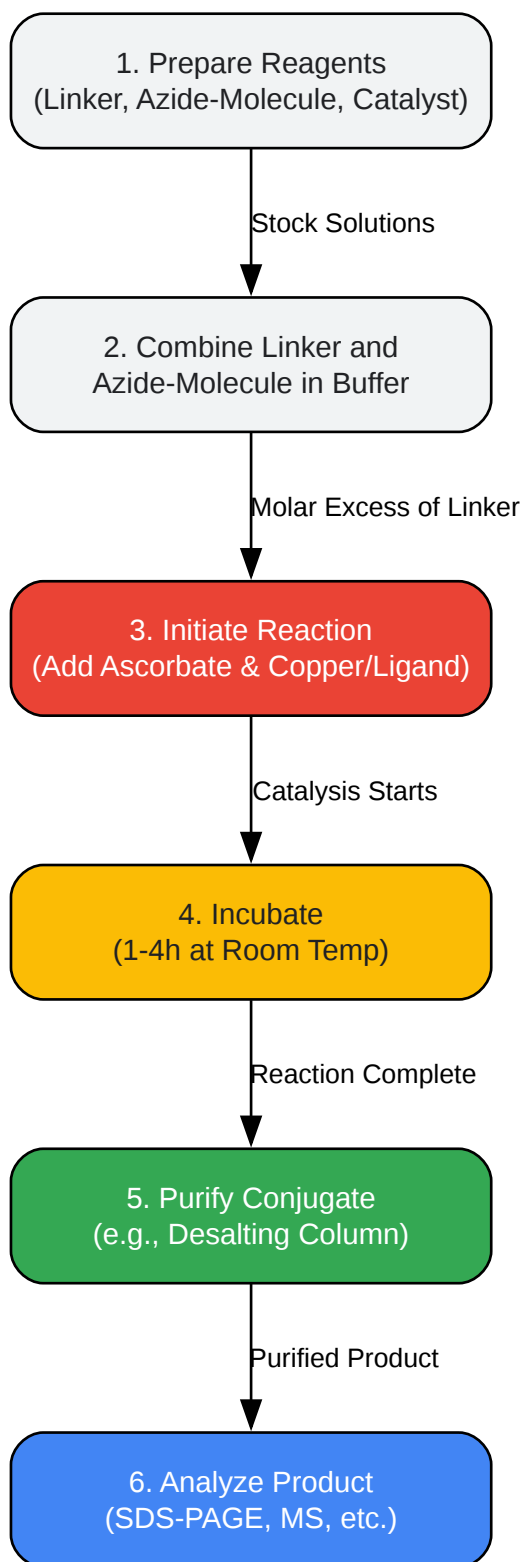 1. Prepare Reagents
(Linker, Azide-Molecule, Catalyst)
Stock Solutions
2. Combine Linker and
Azide-Molecule in Buffer
Molar Excess of Linker
3. Initiate Reaction
(Add Ascorbate & Copper/Ligand)
Catalysis Starts
4. Incubate
(1-4h at Room Temp)
Reaction Complete
5. Purify Conjugate
(e.g., Desalting Column)
Purified Product
6. Analyze Product
(SDS-PAGE, MS, etc.)